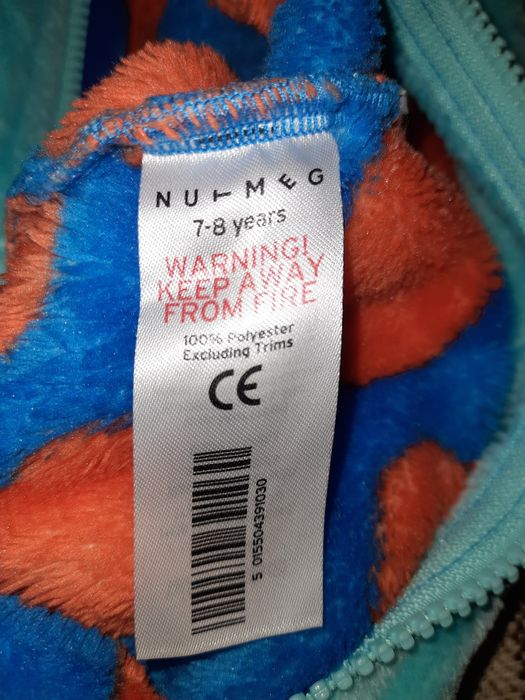 NUTMEG
7-8 years
WARNING!
KEEP AWAY
FROM FIRE
100% Polyester
Excluding Trims
CE
5 015504391030